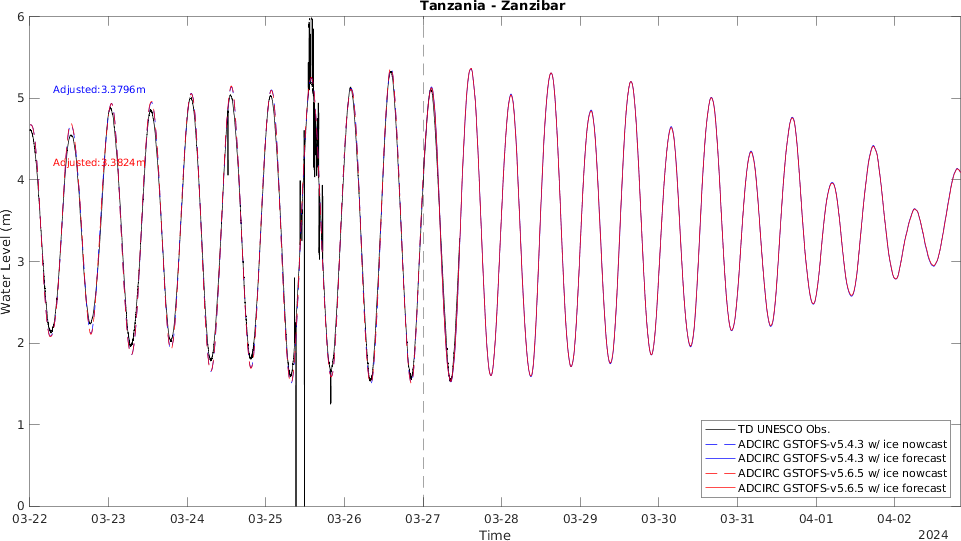 Tanzania - Zanzibar
6
Adjusted:3.3796m
5
Adjusted:3.3824m
4
Water Level (m)
3
2
1
0
TD UNESCO Obs.
ADCIRC GSTOFS-v5.4.3 w/ ice nowcast
ADCIRC GSTOFS-v5.4.3 w/ ice forecast
ADCIRC GSTOFS-v5.6.5 w/ ice nowcast
ADCIRC GSTOFS-v5.6.5 w/ ice forecast
03-22 03-23 03-24 03-25 03-26 03-27 03-28 03-29 03-30 03-31 04-01 04-02
Time
2024